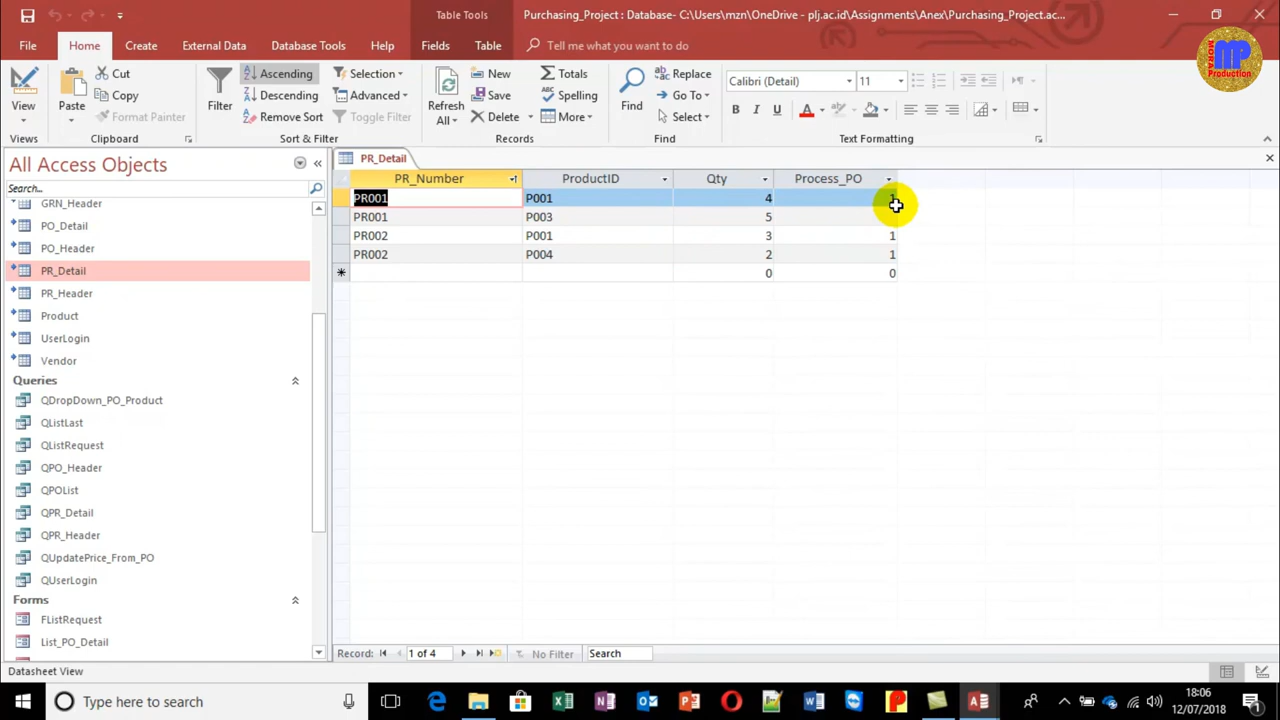 Table Tools
Purchasing_Project : Database- C:\Users\mzn\OneDrive - plj.ac.id\Assignments\Anex\Purchasing_Project.ac...
File Home Create External Data Database Tools Help Fields Table Tell me what you want to do
MORA
MP
Production
View
Views
Paste
Cut
Copy
Format Painter
Clipboard
Filter
Ascending
Descending
Remove Sort
Selection
Advanced
Toggle Filter
Sort & Filter
Refresh
All
New
Save
Delete
Totals
Spelling
More
Records
Find
Replace
Go To
Select
Find
Calibri (Detail) 11
B I U A
Text Formatting
All Access Objects
Search...
GRN_Header
PO_Detail
PO_Header
PR_Detail
PR_Header
Product
UserLogin
Vendor
Queries
QDropDown_PO_Product
QListLast
QListRequest
QPO_Header
QPOList
QPR_Detail
QPR_Header
QUpdatePrice_From_PO
QUserLogin
Forms
FListRequest
List_PO_Detail
PR_Detail
PR_Number ProductID Qty Process_PO
PR001 P001 4 1
PR001 P003 5
PR002 P001 3 1
PR002 P004 2 1
0 0
Record: 1 of 4 No Filter Search
Datasheet View
Type here to search
18:06
12/07/2018